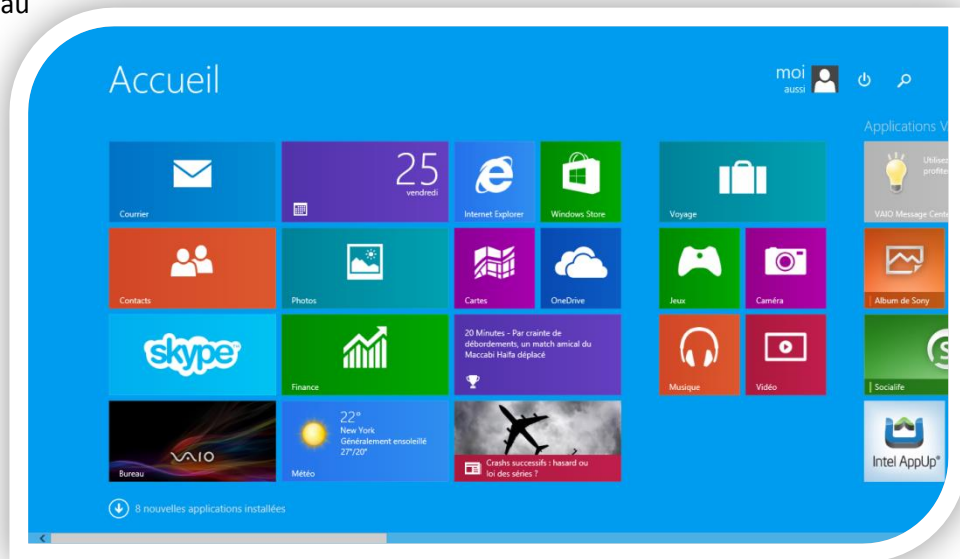 au
Accueil
moi
aussi
Applications V
Courrier
25
vendredi
Internet Explorer
Windows Store
Voyage
Utilisez
profite
VAIO Message Cente
Contacts
Photos
Cartes
OneDrive
Jeux
Caméra
Album de Sony
skype
Finance
20 Minutes - Par crainte de
débordements, un
match amical du
Maccabi Haïfa déplacé
Musique
Vidéo
Socialife
VAIO
Bureau
22°
New York
Généralement ensoleillé
27°/20°
Météo
Crashs successifs : hasard ou
loi des séries ?
Intel AppUp®
8 nouvelles applications installées